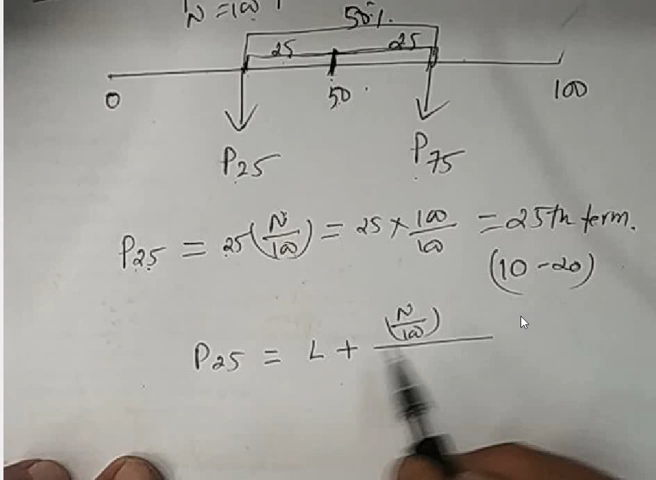 N = 100
50%
25 25
0 50 100
P25 P75
P25 = 25(N/100) = 25 × 100/100 = 25th term.
(10-20)
P25 = L + (N/100)